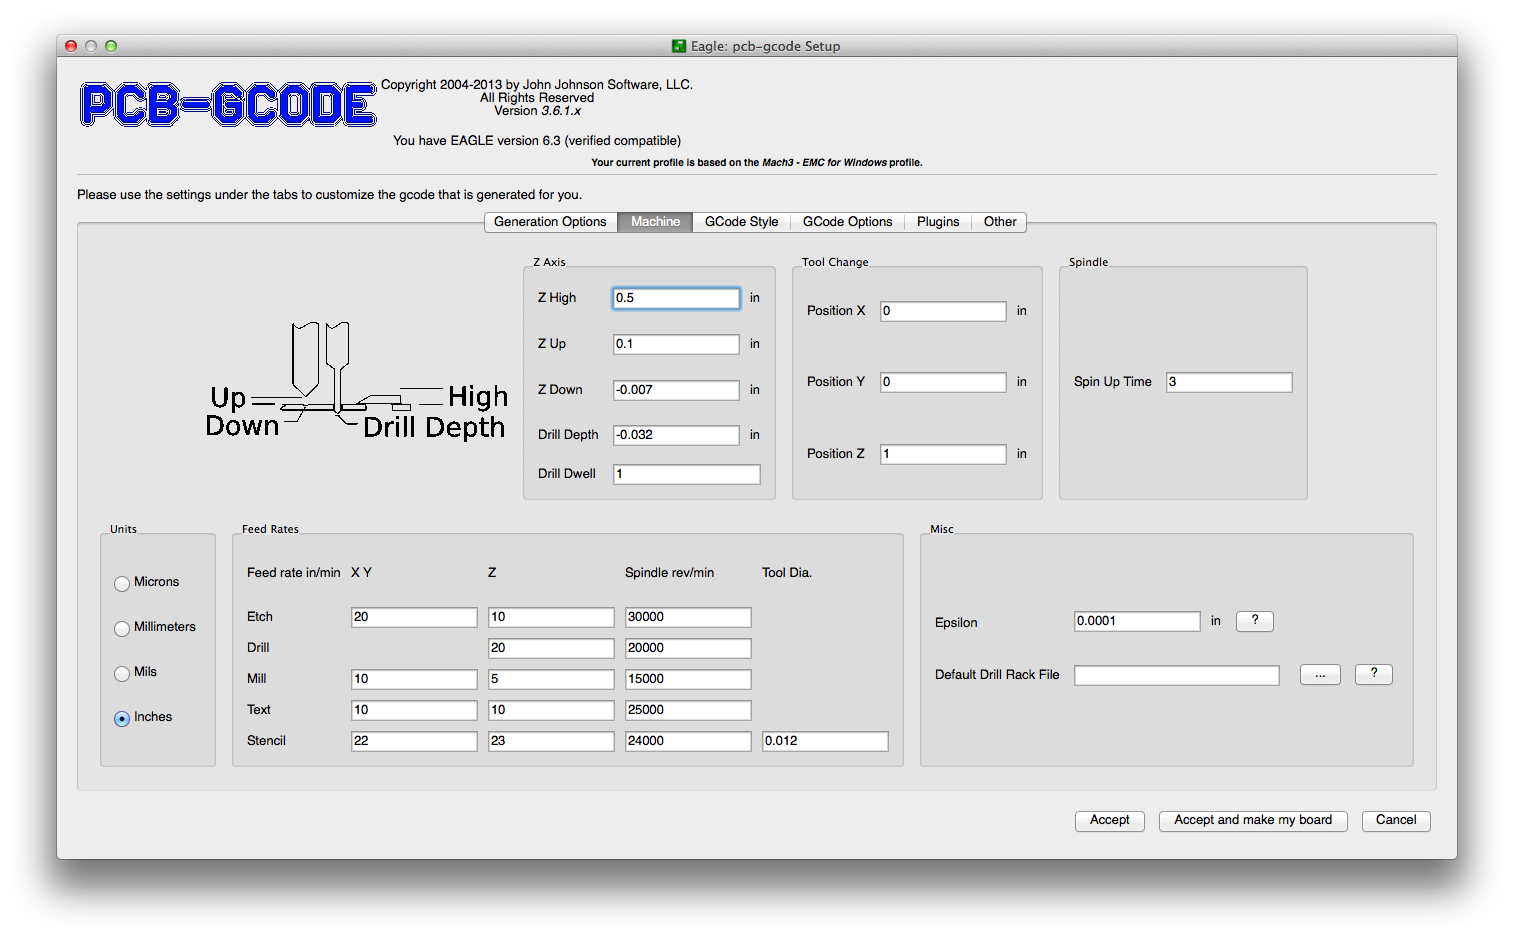 Eagle: pcb-gcode Setup
PCB-GCODE
Copyright 2004-2013 by John Johnson Software, LLC.
All Rights Reserved
Version 3.6.1.x
You have EAGLE version 6.3 (verified compatible)
Your current profile is based on the Mach3 - EMC for Windows profile.
Please use the settings under the tabs to customize the gcode that is generated for you.
Generation Options Machine GCode Style GCode Options Plugins Other
Z Axis
Z High 0.5 in
Z Up 0.1 in
Z Down -0.007 in
Drill Depth -0.032 in
Drill Dwell 1
Tool Change
Position X 0 in
Position Y 0 in
Position Z 1 in
Spindle
Spin Up Time 3
Up High
Down Drill Depth
Units
Microns
Millimeters
Mils
Inches
Feed Rates
Feed rate in/min X Y Z Spindle rev/min Tool Dia.
Etch 20 10 30000
Drill 20 20000
Mill 10 5 15000
Text 10 10 25000
Stencil 22 23 24000 0.012
Misc
Epsilon 0.0001 in ?
Default Drill Rack File ... ?
Accept Accept and make my board Cancel